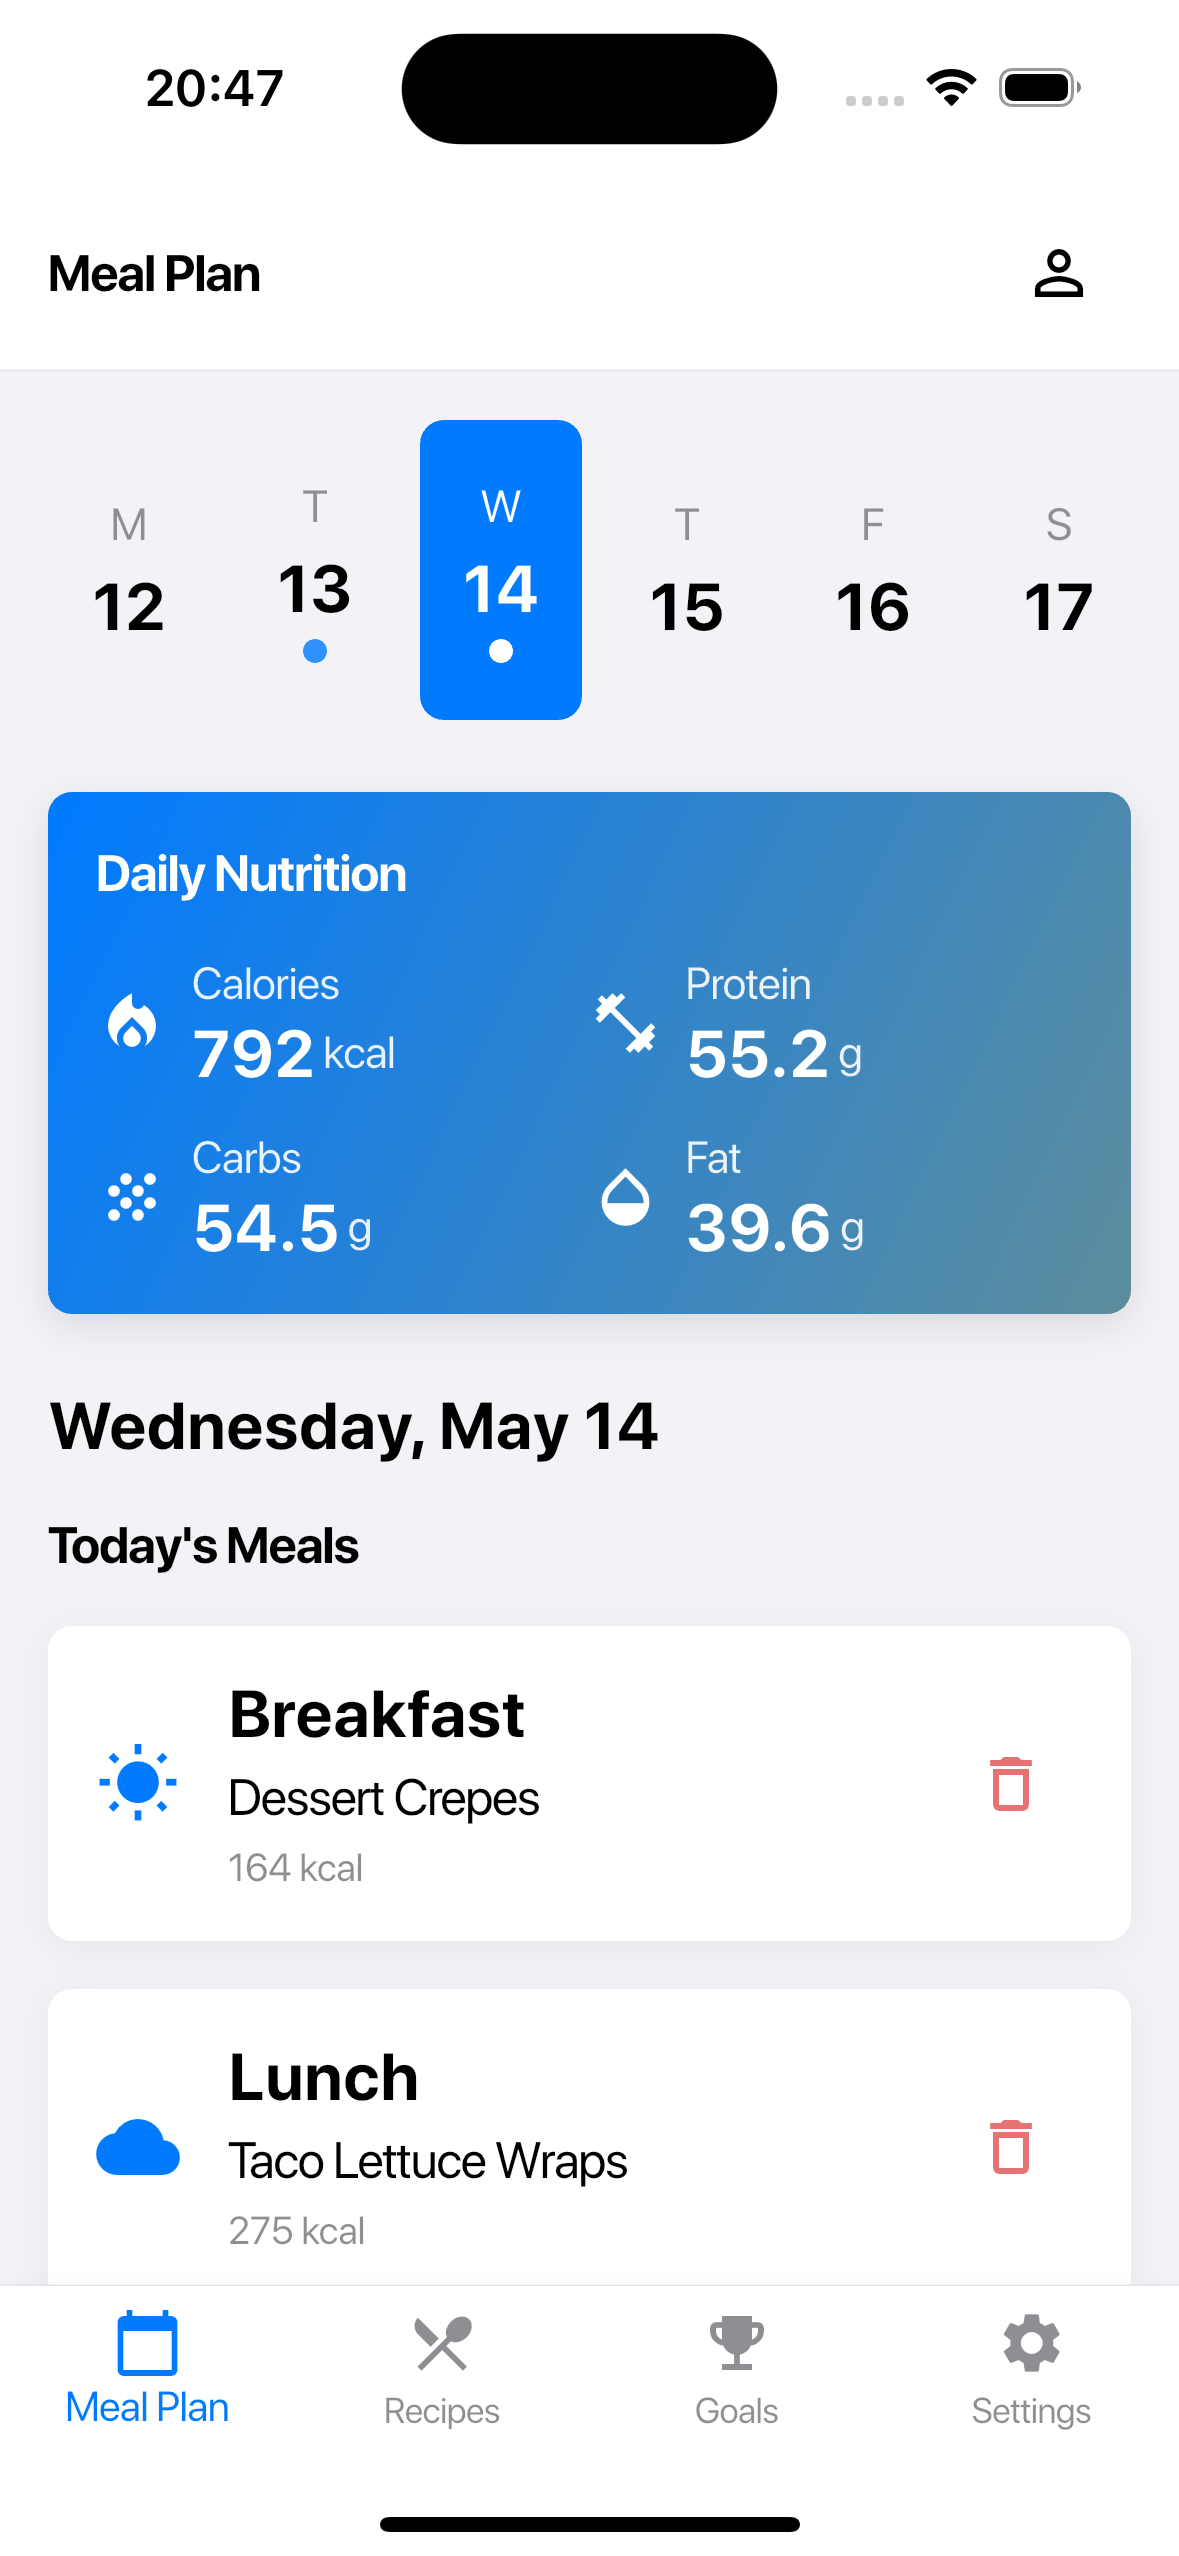 20:47
Meal Plan
M T W T F S
12 13 14 15 16 17
Daily Nutrition
Calories Protein
792 kcal 55.2 g
Carbs Fat
54.5 g 39.6 g
Wednesday, May 14
Today's Meals
Breakfast
Dessert Crepes
164 kcal
Lunch
Taco Lettuce Wraps
275 kcal
Meal Plan Recipes Goals Settings